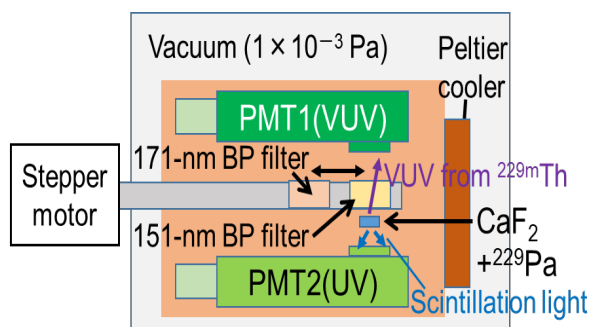 Vacuum (1 × 10⁻³ Pa)
Peltier
cooler
PMT1(VUV)
171-nm BP filter
VUV from ²²⁹ᵐTh
Stepper
motor
CaF₂
+²²⁹Pa
151-nm BP filter
PMT2(UV)
Scintillation light